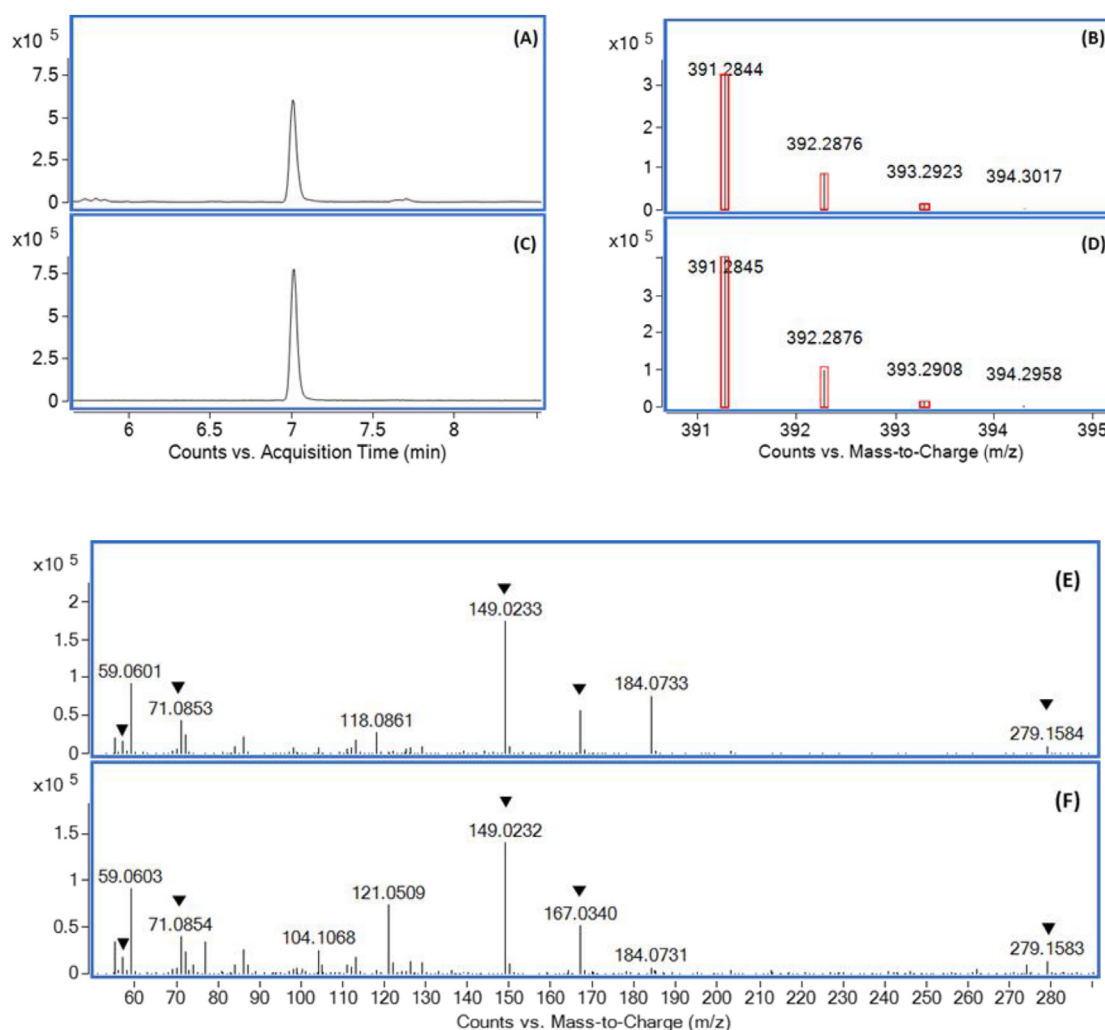 x10 5
(A)
7.5
5
2.5
0
(C)
7.5
5
2.5
0
6 6.5 7 7.5 8
Counts vs. Acquisition Time (min)
x10 5
(B)
391.2844
3
392.2876
2
393.2923
394.3017
1
0
x10 5
(D)
391.2845
3
392.2876
2
393.2908
394.2958
1
0
391 392 393 394 395
Counts vs. Mass-to-Charge (m/z)
x10 5
(E)
2
149.0233
1.5
59.0601
184.0733
1
71.0853
118.0861
0.5
279.1584
0
x10 5
(F)
149.0232
1.5
59.0603
121.0509
1
71.0854
167.0340
104.1068
0.5
184.0731
279.1583
0
60 70 80 90 100 110 120 130 140 150 160 170 180 190 200 210 220 230 240 250 260 270 280
Counts vs. Mass-to-Charge (m/z)